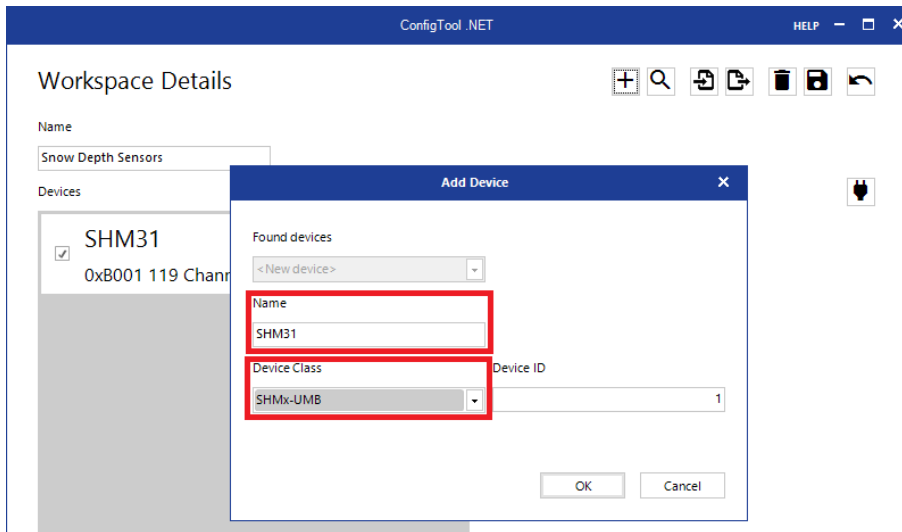 ConfigTool .NET
HELP
Workspace Details
Name
Snow Depth Sensors
Devices
SHM31
0xB001 119 Chann
Add Device
Found devices
<New device>
Name
SHM31
Device Class
Device ID
SHMx-UMB
1
OK
Cancel